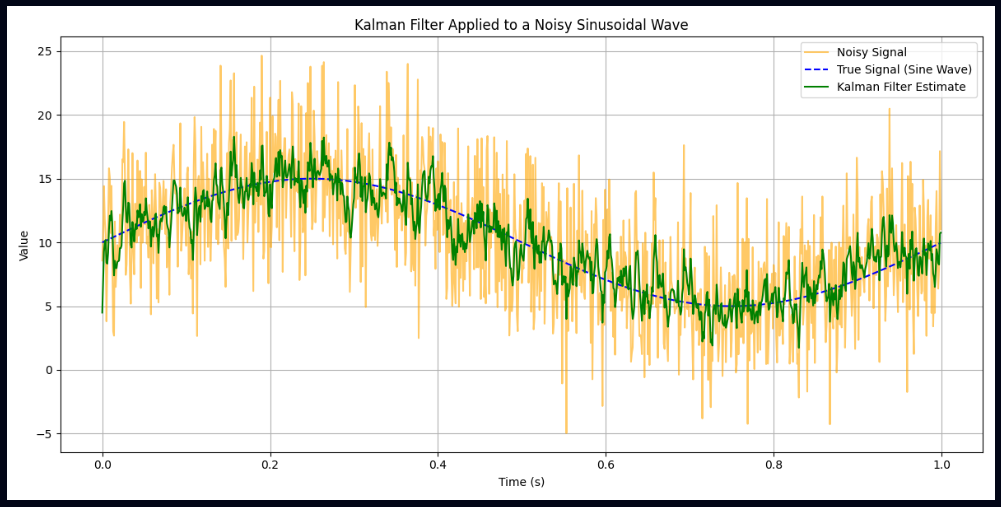 Kalman Filter Applied to a Noisy Sinusoidal Wave
Noisy Signal
True Signal (Sine Wave)
Kalman Filter Estimate
25
20
15
10
5
0
−5
Value
0.0 0.2 0.4 0.6 0.8 1.0
Time (s)